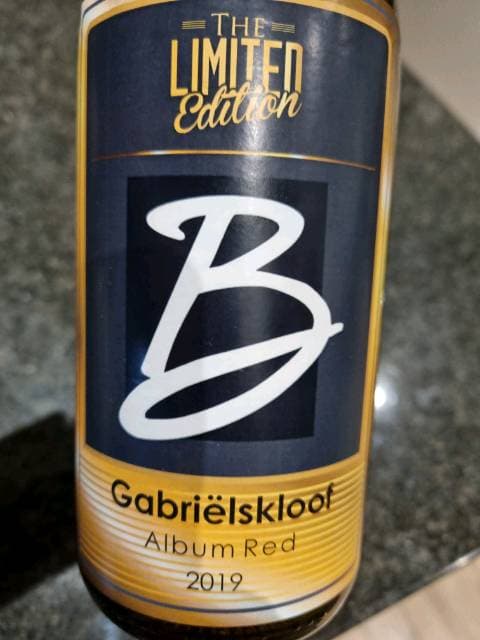 THE
LIMITED
Edition
B
Gabriëlskloof
Album Red
2019